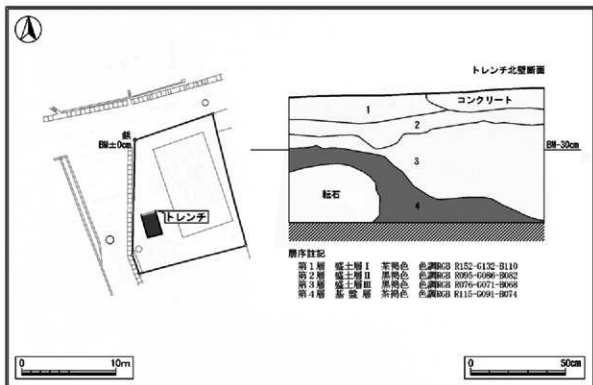 トレンチ北壁断面
コンクリート
1
2
BM-30cm
3
転石
4
鋲
BM±0cm
トレンチ
層序註記
第1層 盛土層Ⅰ 茶褐色 色調RGB R152-G132-B110
第2層 盛土層Ⅱ 黒褐色 色調RGB R095-G086-B082
第3層 盛土層Ⅲ 黒褐色 色調RGB R076-G071-B068
第4層 基盤層 茶褐色 色調RGB R115-G091-B074
0 10m
0 50cm